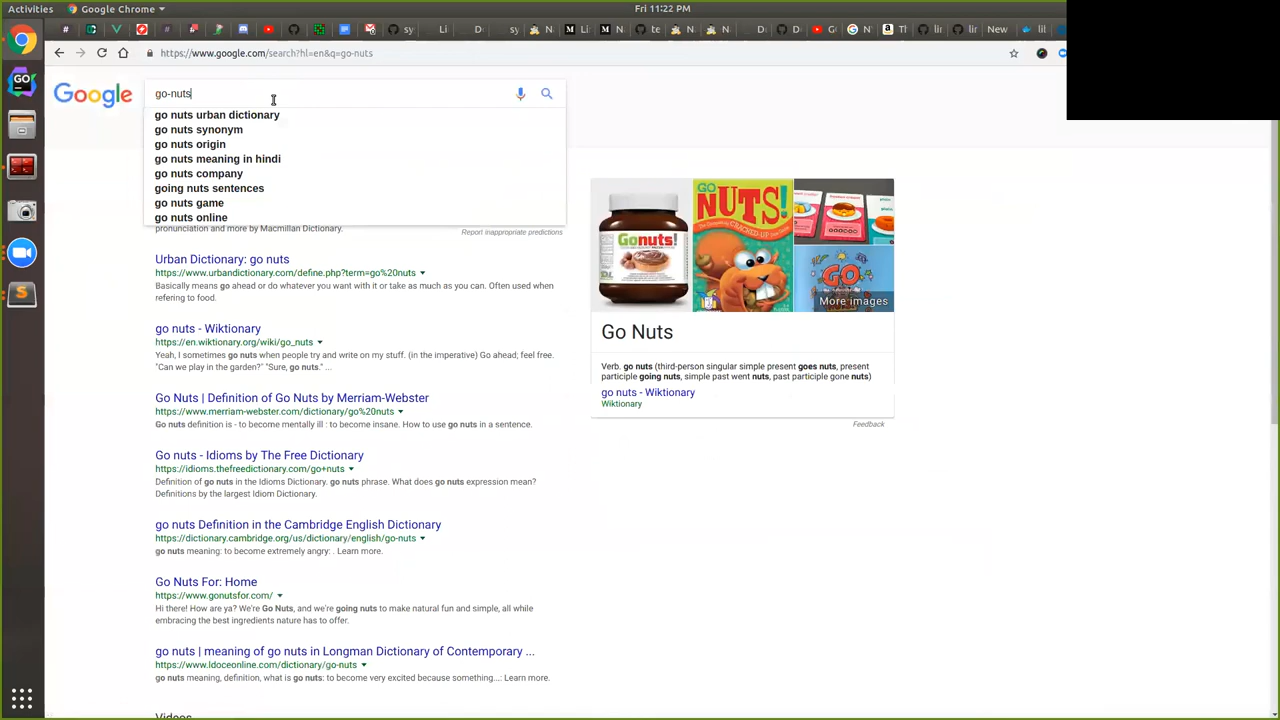 Activities
Google Chrome
Fri 11:22 PM
sy
Li
sy
N
Li
N
te
N
N
G
N
Th
lir
lir
New
https://www.google.com/search?hl=en&q=go-nuts
Google
go-nuts
go nuts urban dictionary
go nuts synonym
go nuts origin
go nuts meaning in hindi
go nuts company
going nuts sentences
go nuts game
go nuts online
pronunciation and more by Macmillan Dictionary.
Report inappropriate predictions
Urban Dictionary: go nuts
https://www.urbandictionary.com/define.php?term=go%20nuts
Basically means go ahead or do whatever you want with it or take as much as you can. Often used when
refering to food.
go nuts - Wiktionary
https://en.wiktionary.org/wiki/go_nuts
Yeah, I sometimes go nuts when people try and write on my stuff. (in the imperative) Go ahead; feel free.
"Can we play in the garden?" "Sure, go nuts." ...
Go Nuts | Definition of Go Nuts by Merriam-Webster
https://www.merriam-webster.com/dictionary/go%20nuts
Go nuts definition is - to become mentally ill : to become insane. How to use go nuts in a sentence.
Go nuts - Idioms by The Free Dictionary
https://idioms.thefreedictionary.com/go+nuts
Definition of go nuts in the Idioms Dictionary. go nuts phrase. What does go nuts expression mean?
Definitions by the largest Idiom Dictionary.
go nuts Definition in the Cambridge English Dictionary
https://dictionary.cambridge.org/us/dictionary/english/go-nuts
go nuts meaning: to become extremely angry: . Learn more.
Go Nuts For: Home
https://www.gonutsfor.com/
Hi there! How are ya? We're Go Nuts, and we're going nuts to make natural fun and simple, all while
embracing the best ingredients nature has to offer.
go nuts | meaning of go nuts in Longman Dictionary of Contemporary ...
https://www.ldoceonline.com/dictionary/go-nuts
go nuts meaning, definition, what is go nuts: to become very excited because something...: Learn more.
Videos
Gonuts!
GO
NUTS!
GO
More images
Go Nuts
Verb. go nuts (third-person singular simple present goes nuts, present
participle going nuts, simple past went nuts, past participle gone nuts)
go nuts - Wiktionary
Wiktionary
Feedback